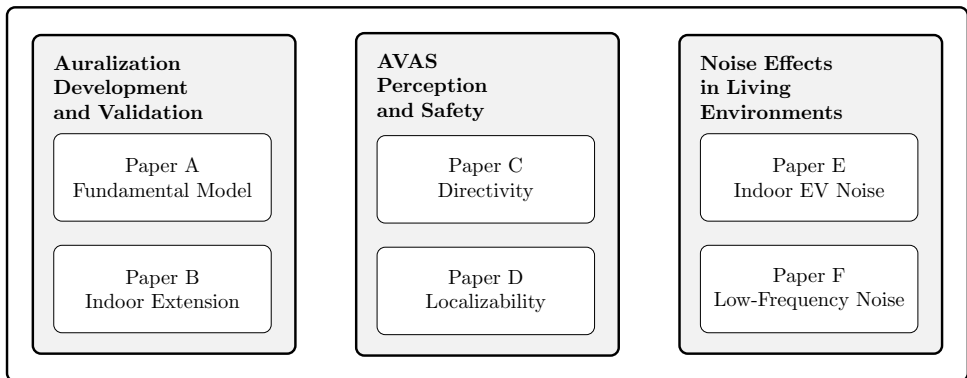 Auralization
Development
and Validation
Paper A
Fundamental Model
Paper B
Indoor Extension
AVAS
Perception
and Safety
Paper C
Directivity
Paper D
Localizability
Noise Effects
in Living
Environments
Paper E
Indoor EV Noise
Paper F
Low-Frequency Noise